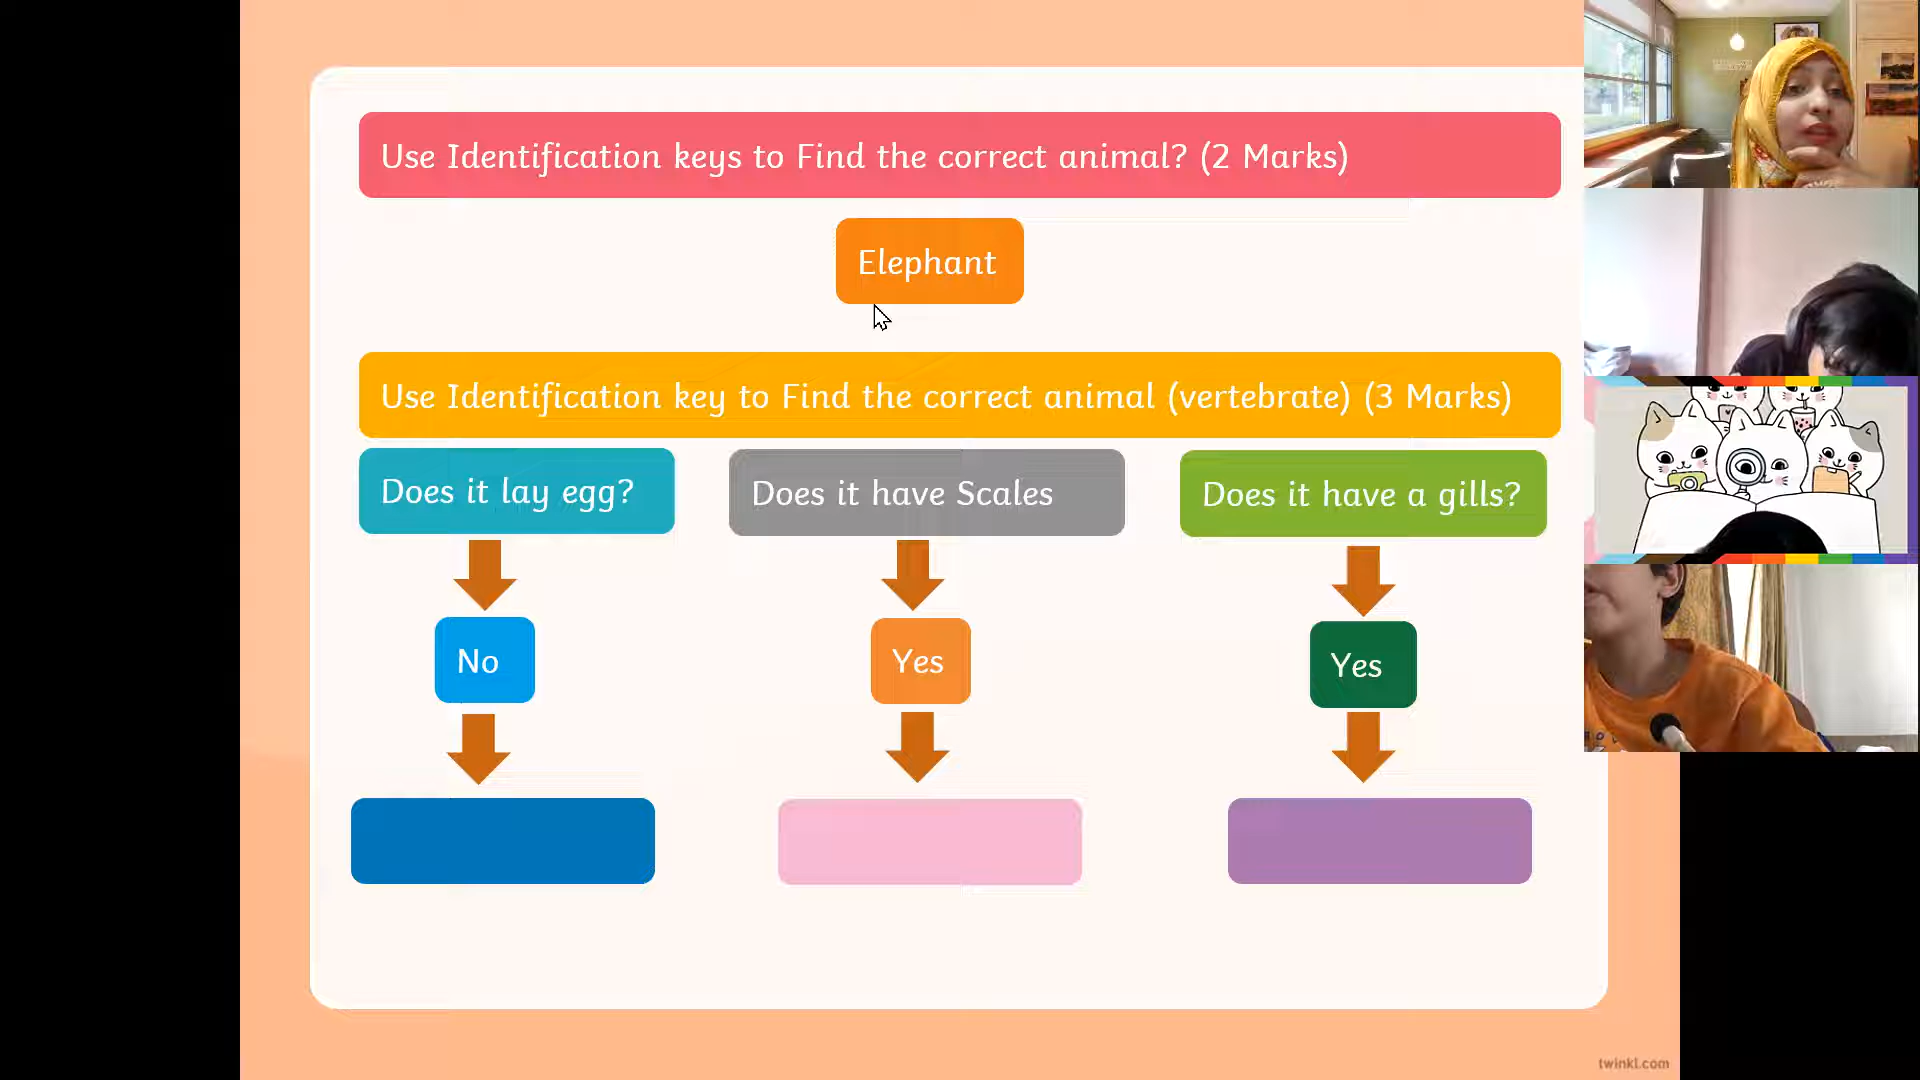 Use Identification keys to Find the correct animal? (2 Marks)
Elephant
Use Identification key to Find the correct animal (vertebrate) (3 Marks)
Does it lay egg?
Does it have Scales
Does it have a gills?
No
Yes
Yes
twinkl.com